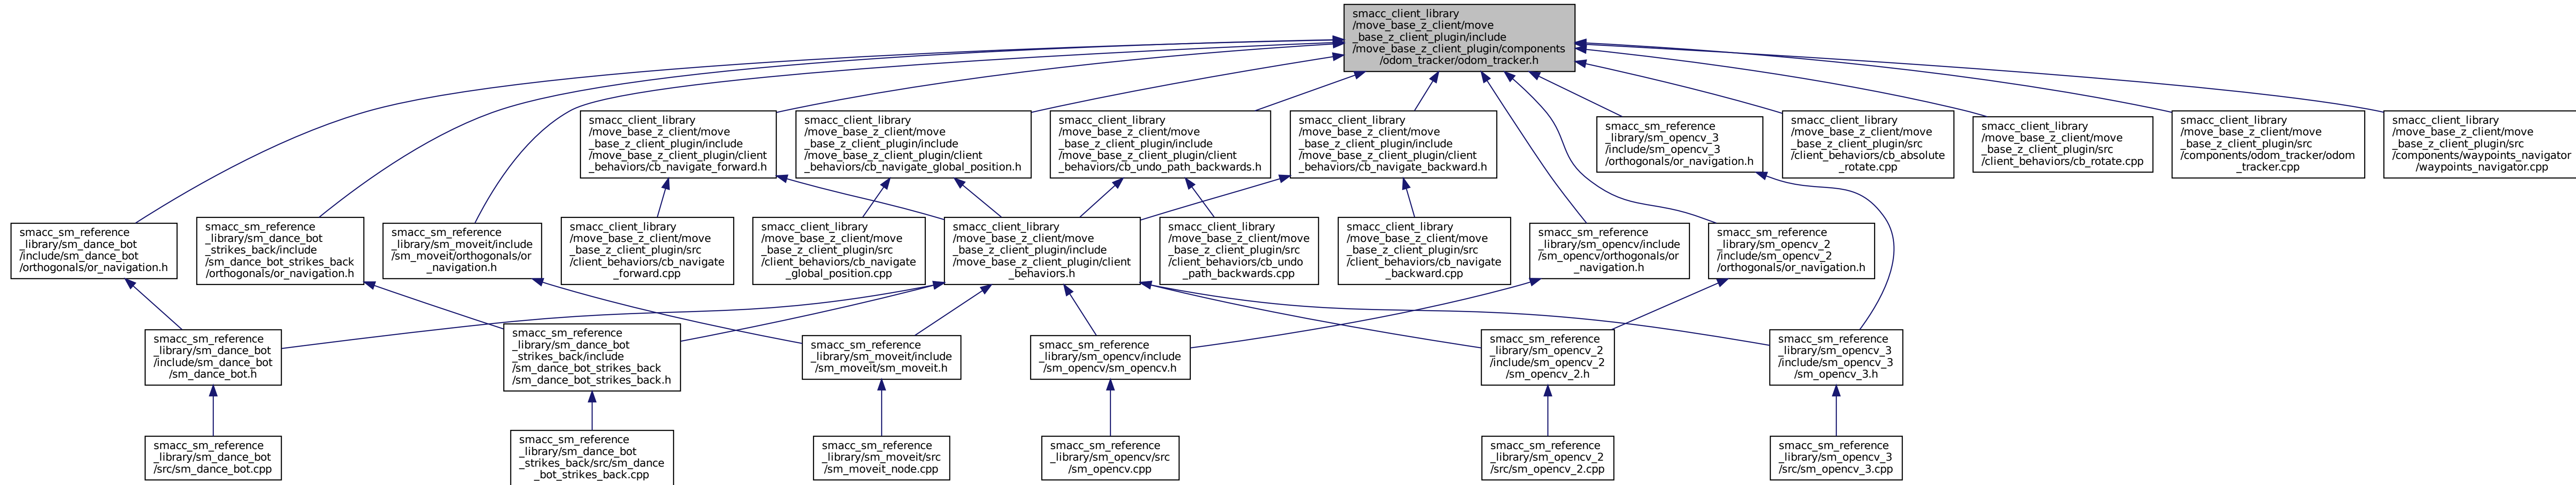 smacc_client_library
/move_base_z_client/move
_base_z_client_plugin/include
/move_base_z_client_plugin/components
/odom_tracker/odom_tracker.h
smacc_client_library
/move_base_z_client/move
_base_z_client_plugin/include
/move_base_z_client_plugin/client
_behaviors/cb_navigate_forward.h
smacc_client_library
/move_base_z_client/move
_base_z_client_plugin/include
/move_base_z_client_plugin/client
_behaviors/cb_navigate_global_position.h
smacc_client_library
/move_base_z_client/move
_base_z_client_plugin/include
/move_base_z_client_plugin/client
_behaviors/cb_undo_path_backwards.h
smacc_client_library
/move_base_z_client/move
_base_z_client_plugin/include
/move_base_z_client_plugin/client
_behaviors/cb_navigate_backward.h
smacc_sm_reference
_library/sm_opencv_3
/include/sm_opencv_3
/orthogonals/or_navigation.h
smacc_client_library
/move_base_z_client/move
_base_z_client_plugin/src
/client_behaviors/cb_absolute
_rotate.cpp
smacc_client_library
/move_base_z_client/move
_base_z_client_plugin/src
/client_behaviors/cb_rotate.cpp
smacc_client_library
/move_base_z_client/move
_base_z_client_plugin/src
/components/odom_tracker/odom
_tracker.cpp
smacc_client_library
/move_base_z_client/move
_base_z_client_plugin/src
/components/waypoints_navigator
/waypoints_navigator.cpp
smacc_sm_reference
_library/sm_dance_bot
/include/sm_dance_bot
/orthogonals/or_navigation.h
smacc_sm_reference
_library/sm_dance_bot
_strikes_back/include
/sm_dance_bot_strikes_back
/orthogonals/or_navigation.h
smacc_sm_reference
_library/sm_moveit/include
/sm_moveit/orthogonals/or
_navigation.h
smacc_client_library
/move_base_z_client/move
_base_z_client_plugin/src
/client_behaviors/cb_navigate
_forward.cpp
smacc_client_library
/move_base_z_client/move
_base_z_client_plugin/src
/client_behaviors/cb_navigate
_global_position.cpp
smacc_client_library
/move_base_z_client/move
_base_z_client_plugin/include
/move_base_z_client_plugin/client
_behaviors.h
smacc_client_library
/move_base_z_client/move
_base_z_client_plugin/src
/client_behaviors/cb_undo
_path_backwards.cpp
smacc_client_library
/move_base_z_client/move
_base_z_client_plugin/src
/client_behaviors/cb_navigate
_backward.cpp
smacc_sm_reference
_library/sm_opencv/include
/sm_opencv/orthogonals/or
_navigation.h
smacc_sm_reference
_library/sm_opencv_2
/include/sm_opencv_2
/orthogonals/or_navigation.h
smacc_sm_reference
_library/sm_dance_bot
/include/sm_dance_bot
/sm_dance_bot.h
smacc_sm_reference
_library/sm_dance_bot
_strikes_back/include
/sm_dance_bot_strikes_back
/sm_dance_bot_strikes_back.h
smacc_sm_reference
_library/sm_moveit/include
/sm_moveit/sm_moveit.h
smacc_sm_reference
_library/sm_opencv/include
/sm_opencv/sm_opencv.h
smacc_sm_reference
_library/sm_opencv_2
/include/sm_opencv_2
/sm_opencv_2.h
smacc_sm_reference
_library/sm_opencv_3
/include/sm_opencv_3
/sm_opencv_3.h
smacc_sm_reference
_library/sm_dance_bot
/src/sm_dance_bot.cpp
smacc_sm_reference
_library/sm_dance_bot
_strikes_back/src/sm_dance
_bot_strikes_back.cpp
smacc_sm_reference
_library/sm_moveit/src
/sm_moveit_node.cpp
smacc_sm_reference
_library/sm_opencv/src
/sm_opencv.cpp
smacc_sm_reference
_library/sm_opencv_2
/src/sm_opencv_2.cpp
smacc_sm_reference
_library/sm_opencv_3
/src/sm_opencv_3.cpp